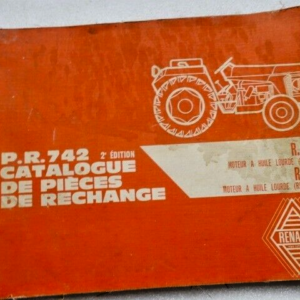 P.R.742 2e ÉDITION
CATALOGUE
DE PIÈCES
DE RECHANGE
R.
MOTEUR A HUILE LOURDE
R
MOTEUR A HUILE LOURDE
RENA